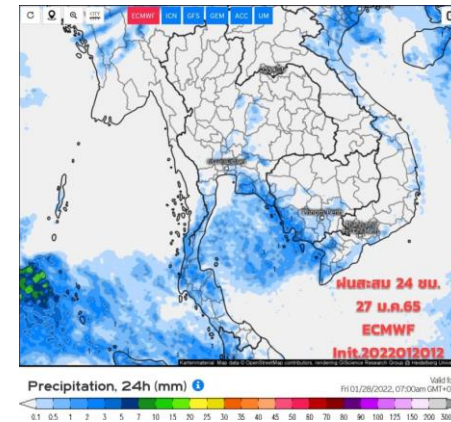 ECMWF ICN GFS GEM ACC UM
Phnom Penh
ฝนสะสม 24 ชม.
27 ม.ค.65
ECMWF
Init.2022012012
Precipitation, 24h (mm)
Valid fo
Fri 01/28/2022, 07:00am GMT+0
0.1 0.5 1 2 3 5 7 10 15 20 25 30 35 40 45 50 60 70 80 90 100 125 150 200 300